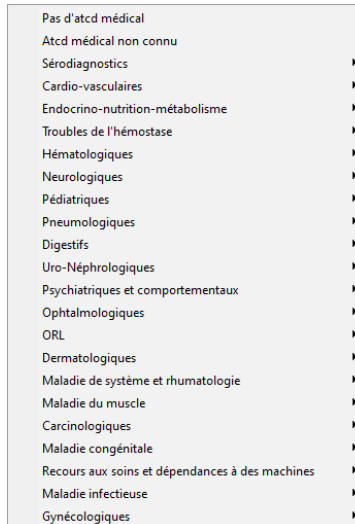 Pas d'atcd médical
Atcd médical non connu
Sérodiagnostics
Cardio-vasculaires
Endocrino-nutrition-métabolisme
Troubles de l'hémostase
Hématologiques
Neurologiques
Pédiatriques
Pneumologiques
Digestifs
Uro-Néphrologiques
Psychiatriques et comportementaux
Ophtalmologiques
ORL
Dermatologiques
Maladie de système et rhumatologie
Maladie du muscle
Carcinologiques
Maladie congénitale
Recours aux soins et dépendances à des machines
Maladie infectieuse
Gynécologiques